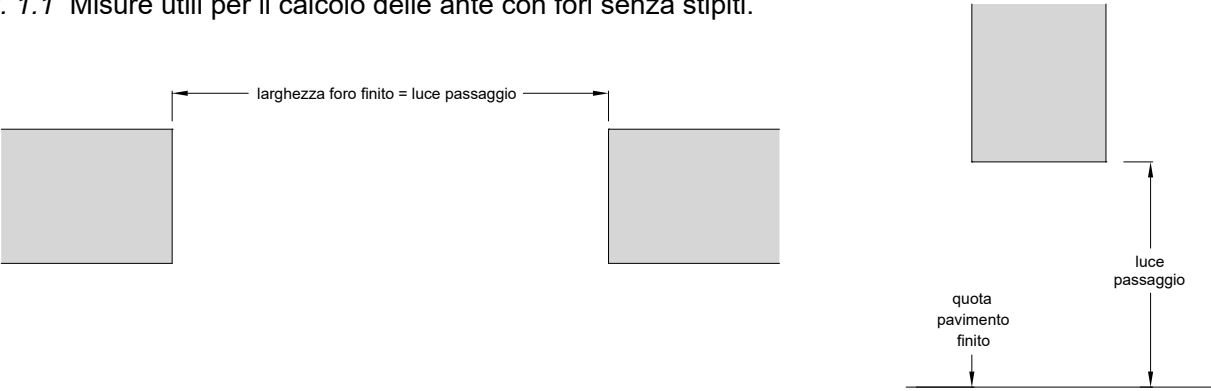 . 1.1 Misure utili per il calcolo delle ante con fori senza stipiti.
larghezza foro finito = luce passaggio
luce
passaggio
quota
pavimento
finito